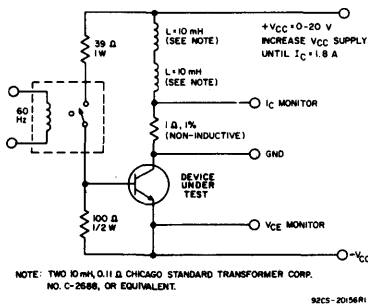 39 Ω
1W
L=10 mH
(SEE NOTE)
L=10 mH
(SEE NOTE)
+VCC=0-20 V
INCREASE VCC SUPPLY
UNTIL IC=1.8 A
60
Hz
IC MONITOR
1 Ω, 1%
(NON-INDUCTIVE)
GND
DEVICE
UNDER
TEST
100 Ω
1/2 W
VCE MONITOR
-VCC
NOTE: TWO 10 mH, 0.11 Ω CHICAGO STANDARD TRANSFORMER CORP.
NO. C-2688, OR EQUIVALENT.
92CS-20156R1